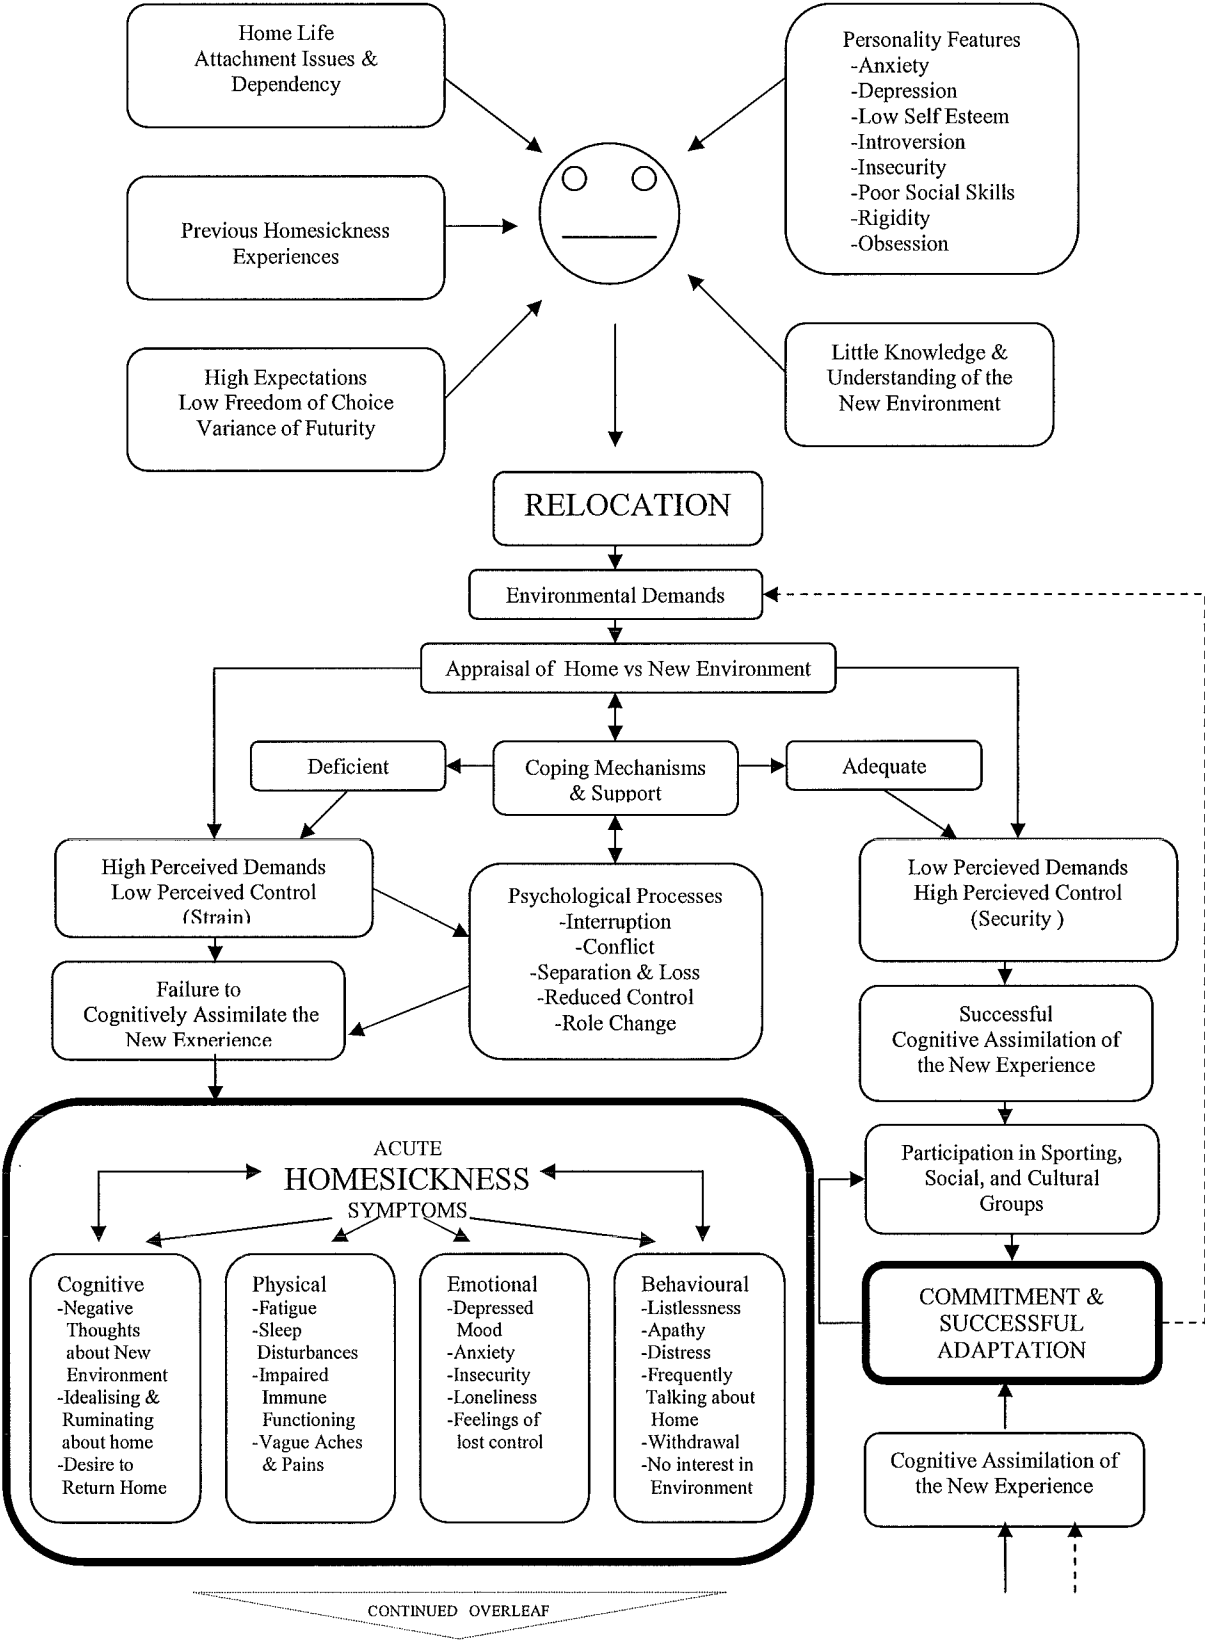 Home Life
Attachment Issues &
Dependency
Personality Features
-Anxiety
-Depression
-Low Self Esteem
-Introversion
-Insecurity
-Poor Social Skills
-Rigidity
-Obsession
Previous Homesickness
Experiences
High Expectations
Low Freedom of Choice
Variance of Futurity
Little Knowledge &
Understanding of the
New Environment
RELOCATION
Environmental Demands
Appraisal of Home vs New Environment
Deficient
Coping Mechanisms
& Support
Adequate
High Perceived Demands
Low Perceived Control
(Strain)
Psychological Processes
-Interruption
-Conflict
-Separation & Loss
-Reduced Control
-Role Change
Low Percieved Demands
High Percieved Control
(Security )
Failure to
Cognitively Assimilate the
New Experience
Successful
Cognitive Assimilation of
the New Experience
Participation in Sporting,
Social, and Cultural
Groups
ACUTE
HOMESICKNESS
SYMPTOMS
Cognitive
-Negative
Thoughts
about New
Environment
-Idealising &
Ruminating
about home
-Desire to
Return Home
Physical
-Fatigue
-Sleep
Disturbances
-Impaired
Immune
Functioning
-Vague Aches
& Pains
Emotional
-Depressed
Mood
-Anxiety
-Insecurity
-Loneliness
-Feelings of
lost control
Behavioural
-Listlessness
-Apathy
-Distress
-Frequently
Talking about
Home
-Withdrawal
-No interest in
Environment
COMMITMENT &
SUCCESSFUL
ADAPTATION
Cognitive Assimilation of
the New Experience
CONTINUED OVERLEAF